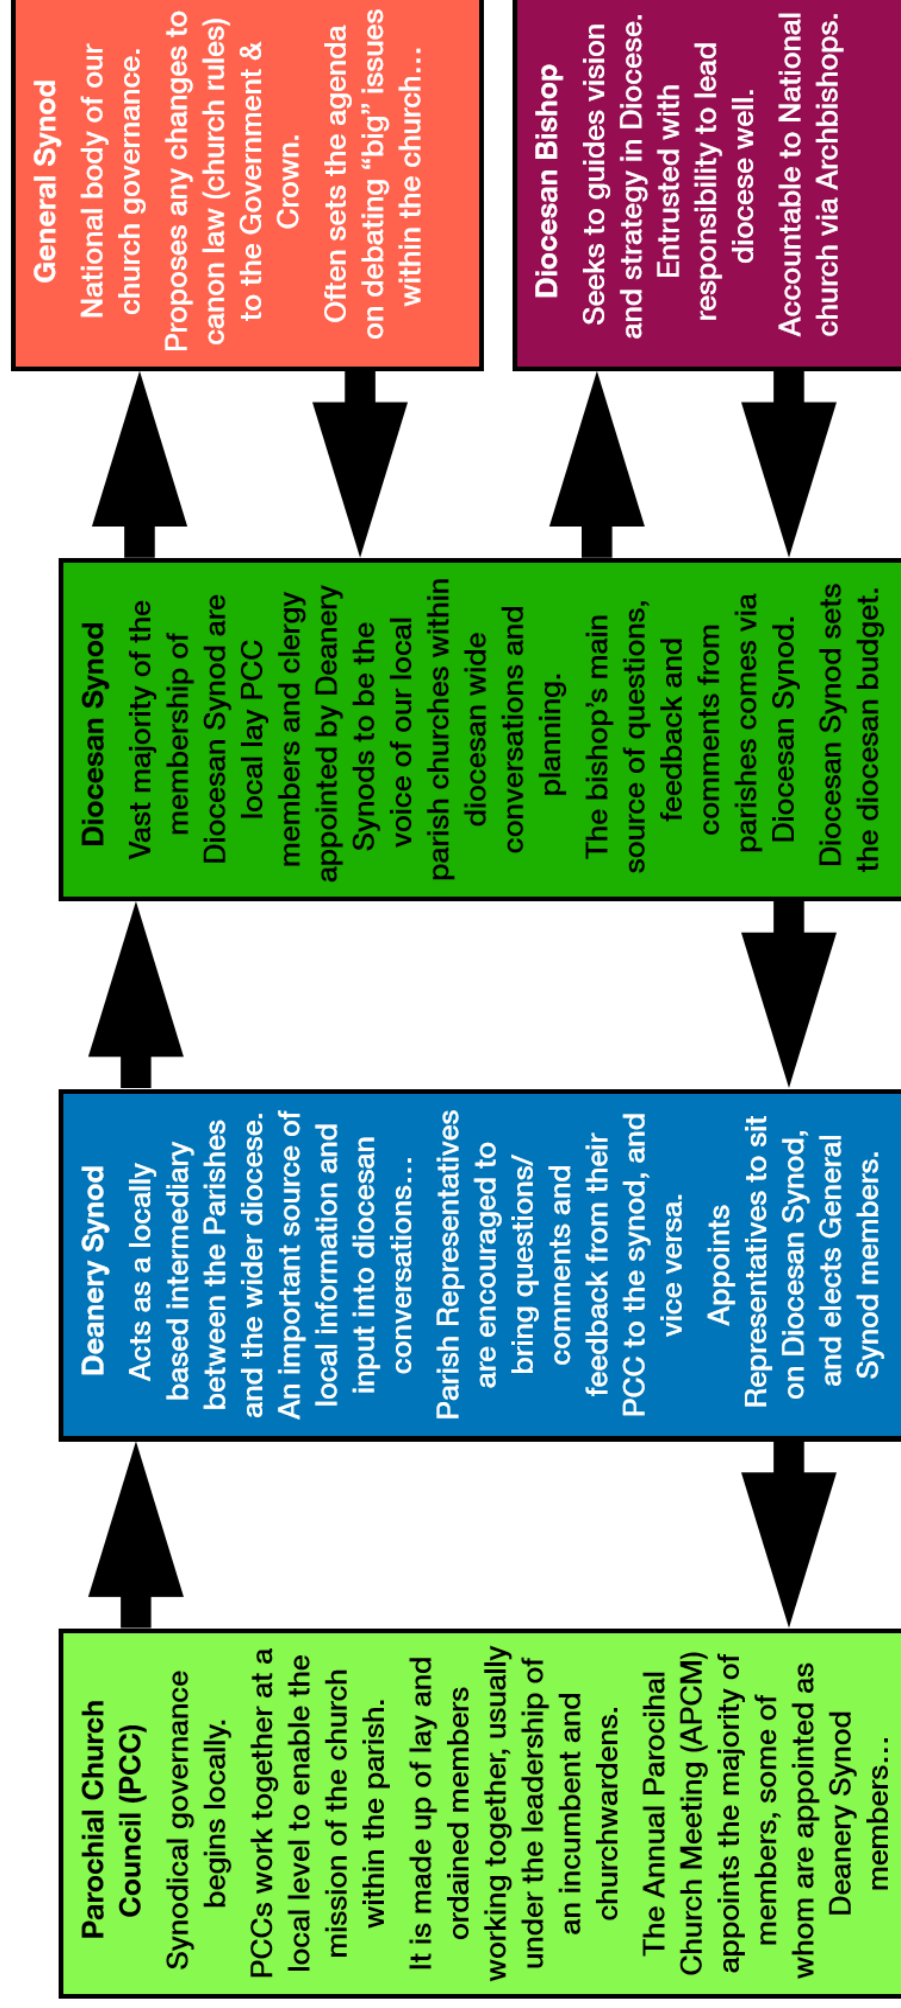 Parochial Church
Council (PCC)
Synodical governance
begins locally.
PCCs work together at a
local level to enable the
mission of the church
within the parish.
It is made up of lay and
ordained members
working together, usually
under the leadership of
an incumbent and
churchwardens.
The Annual Parocihal
Church Meeting (APCM)
appoints the majority of
members, some of
whom are appointed as
Deanery Synod
members...
Deanery Synod
Acts as a locally
based intermediary
between the Parishes
and the wider diocese.
An important source of
local information and
input into diocesan
conversations...
Parish Representatives
are encouraged to
bring questions/
comments and
feedback from their
PCC to the synod, and
vice versa.
Appoints
Representatives to sit
on Diocesan Synod,
and elects General
Synod members.
Diocesan Synod
Vast majority of the
membership of
Diocesan Synod are
local lay PCC
members and clergy
appointed by Deanery
Synods to be the
voice of our local
parish churches within
diocesan wide
conversations and
planning.
The bishop's main
source of questions,
feedback and
comments from
parishes comes via
Diocesan Synod.
Diocesan Synod sets
the diocesan budget.
General Synod
National body of our
church governance.
Proposes any changes to
canon law (church rules)
to the Government &
Crown.
Often sets the agenda
on debating “big” issues
within the church...
Diocesan Bishop
Seeks to guides vision
and strategy in Diocese.
Entrusted with
responsibility to lead
diocese well.
Accountable to National
church via Archbishops.